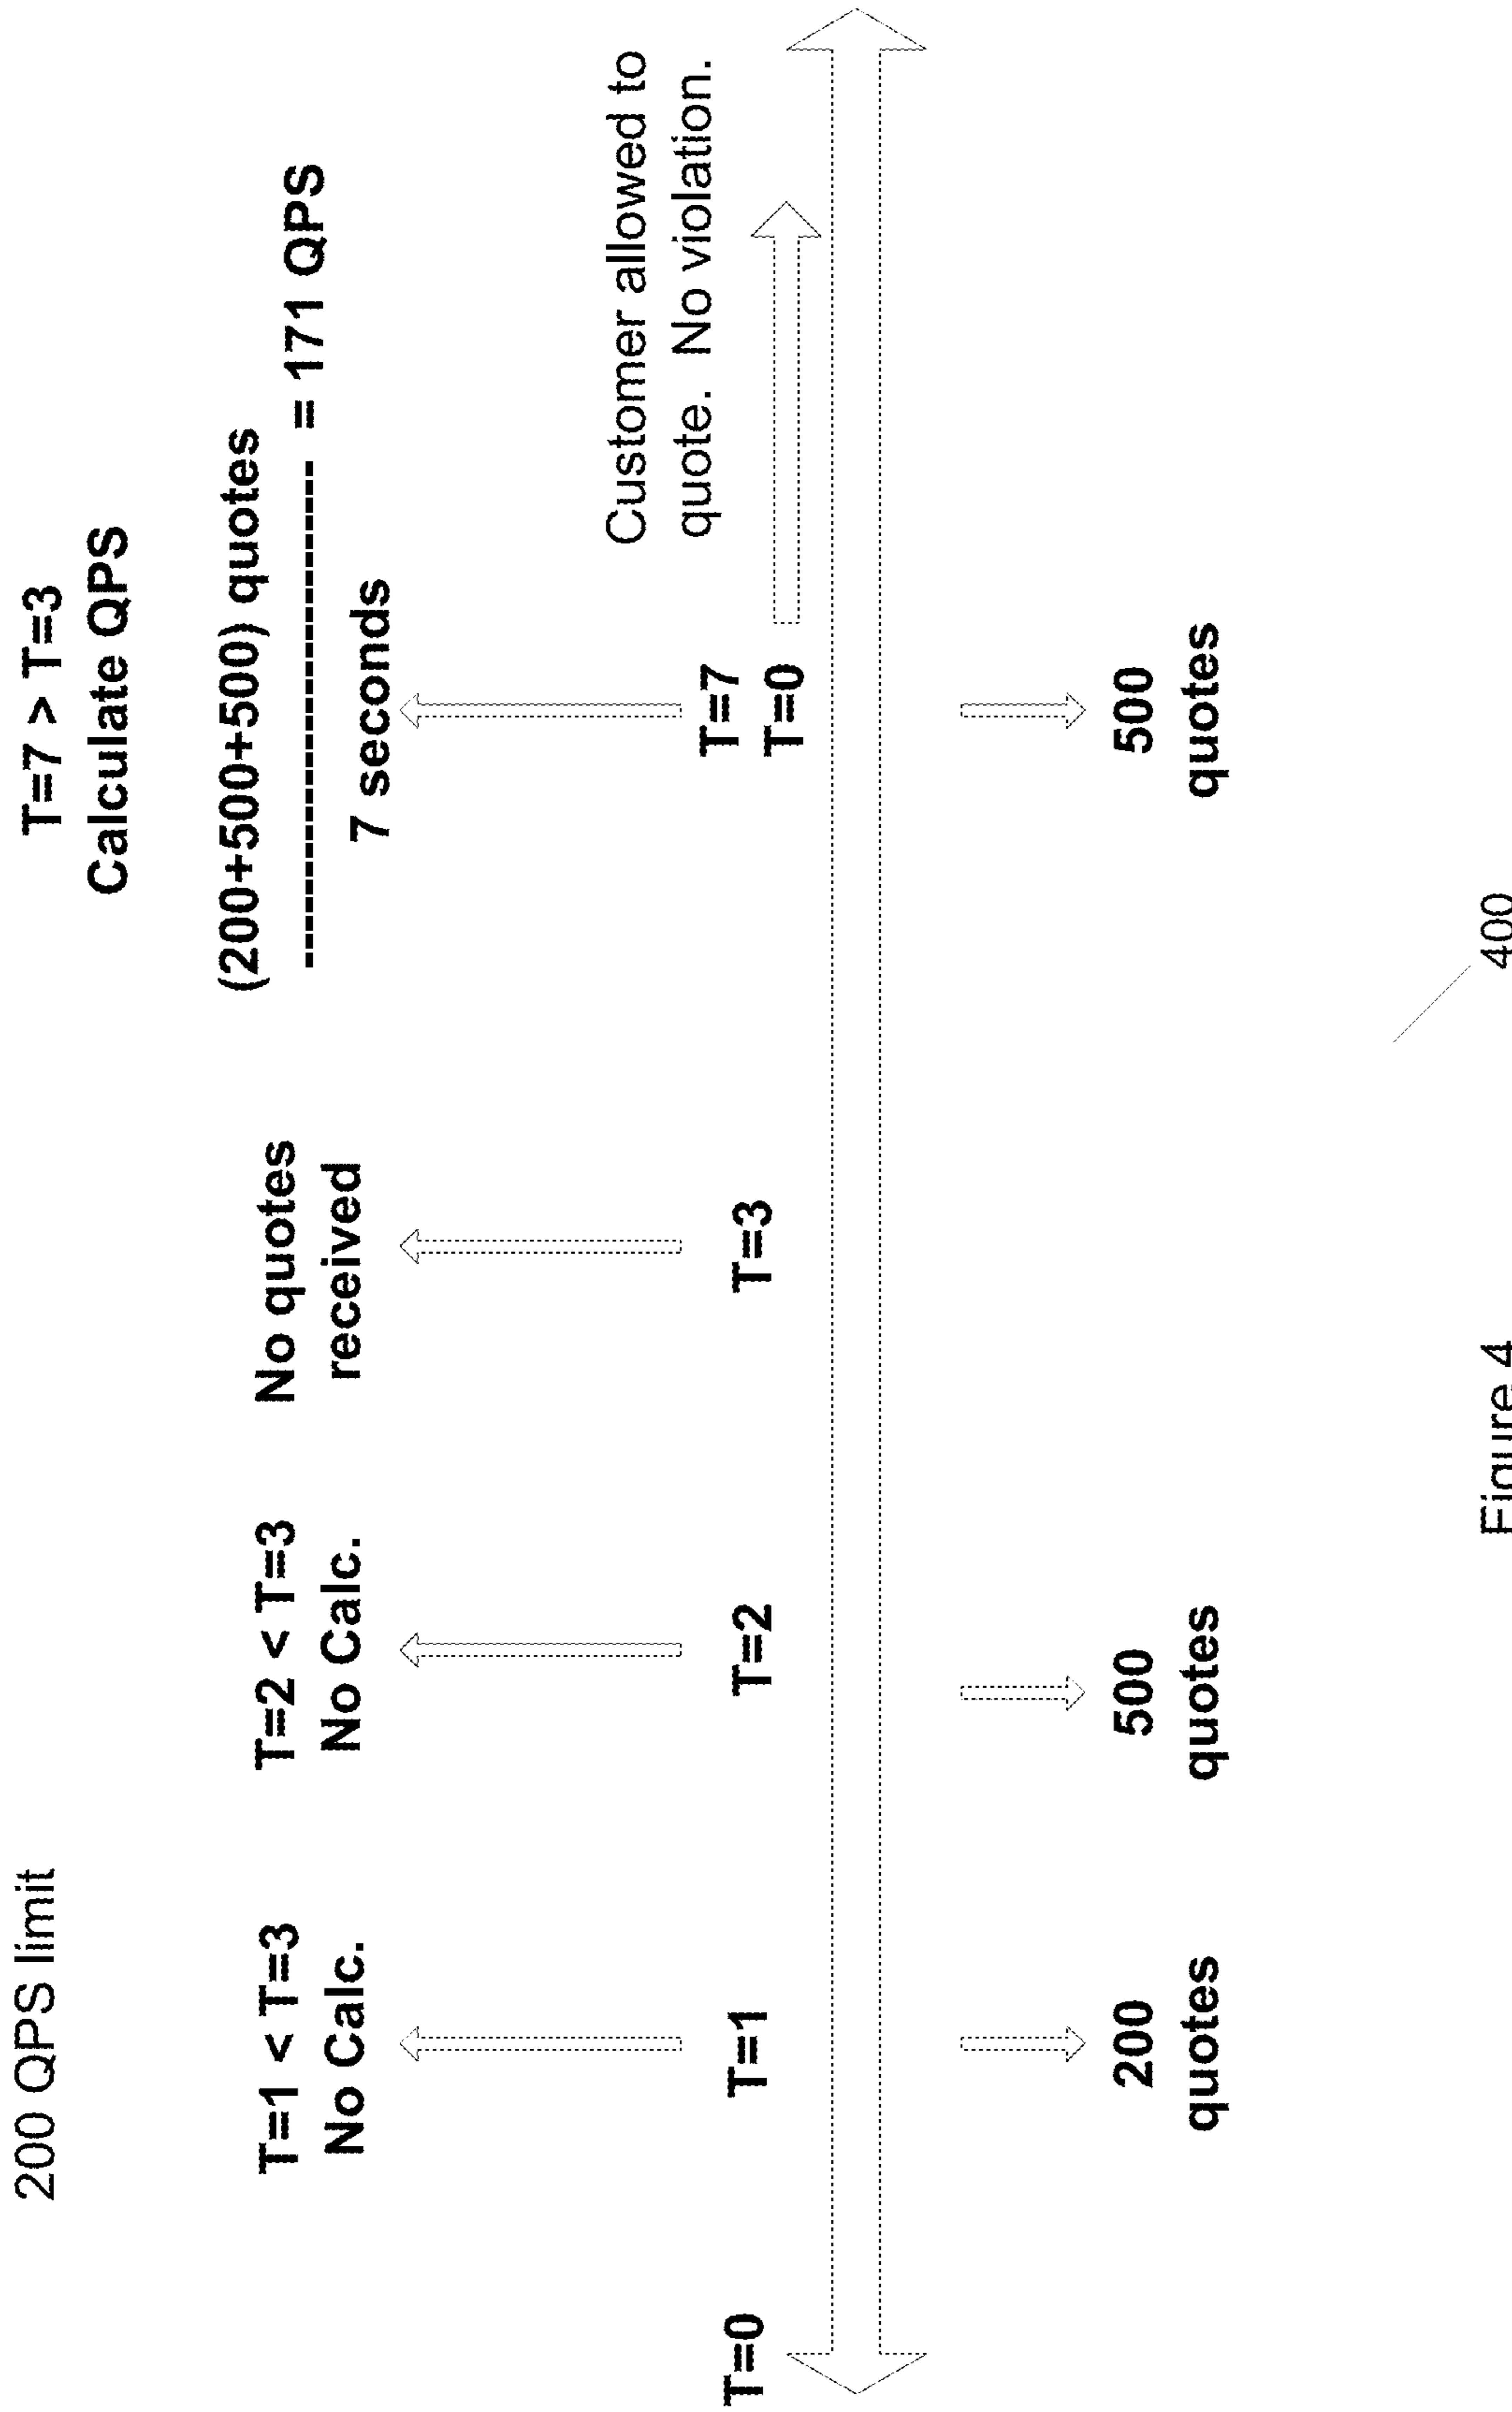 200 QPS limit
T=7 > T=3
Calculate QPS
T=1 < T=3
No Calc.
T=2 < T=3
No Calc.
No quotes
received
(200+500+500) quotes
---------------------------- = 171 QPS
7 seconds
Customer allowed to
quote.  No violation.
T=0
T=1
T=2
T=3
T=7
T=0
200
quotes
500
quotes
500
quotes
400
Figure 4